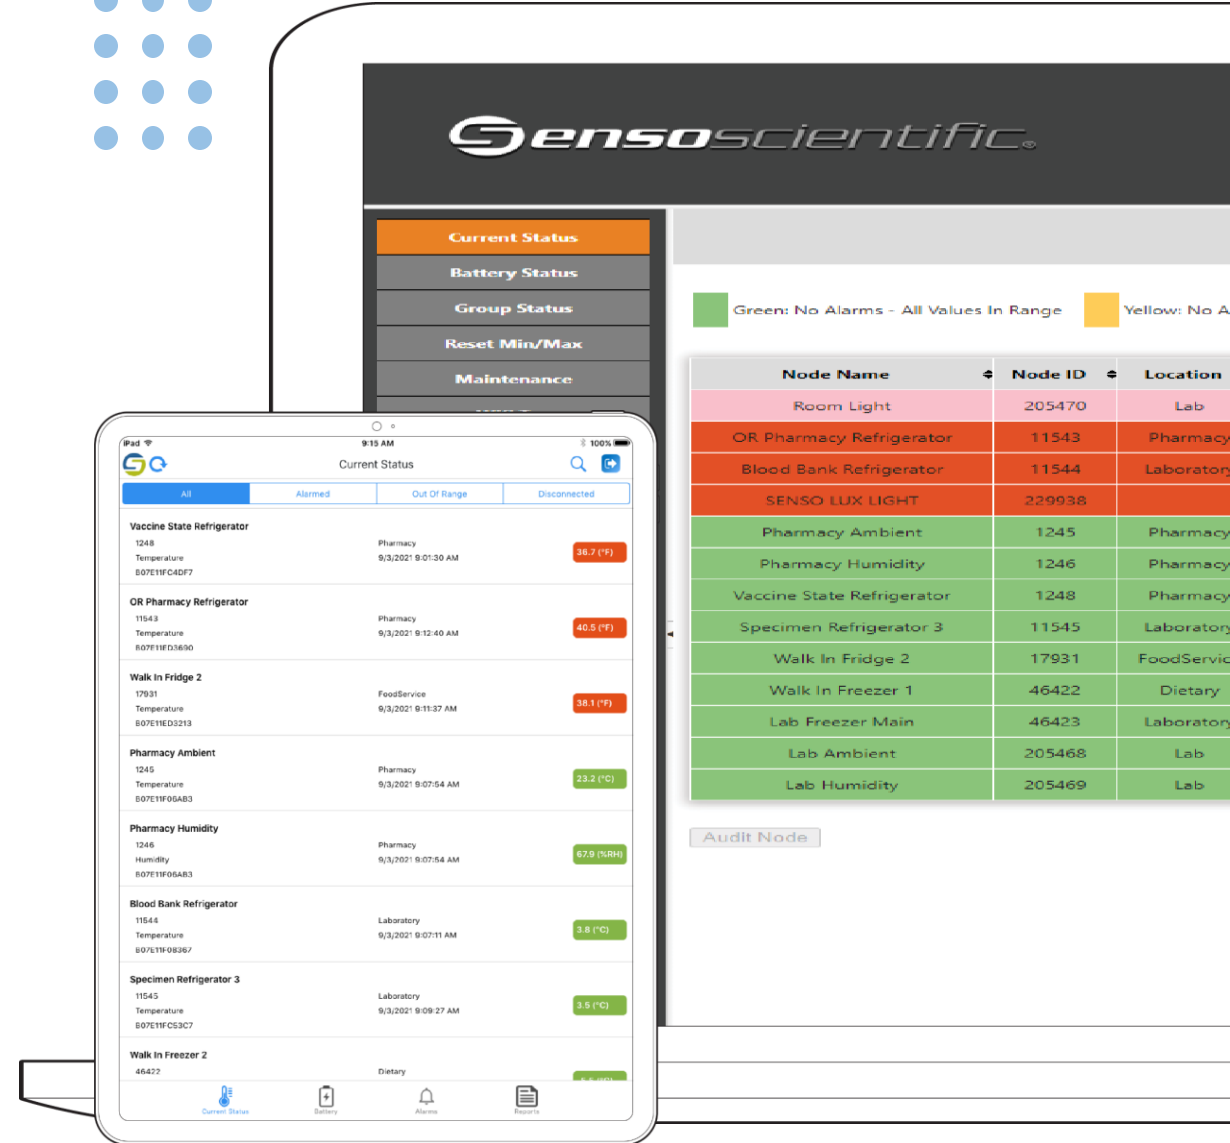 Sensoscientific®
Current Status
Battery Status
Group Status
Reset Min/Max
Maintenance
Green: No Alarms - All Values In Range
Yellow: No A
Node Name Node ID Location
Room Light 205470 Lab
OR Pharmacy Refrigerator 11543 Pharmacy
Blood Bank Refrigerator 11544 Laboratory
SENSO LUX LIGHT 229938
Pharmacy Ambient 1245 Pharmacy
Pharmacy Humidity 1246 Pharmacy
Vaccine State Refrigerator 1248 Pharmacy
Specimen Refrigerator 3 11545 Laboratory
Walk In Fridge 2 17931 FoodServic
Walk In Freezer 1 46422 Dietary
Lab Freezer Main 46423 Laboratory
Lab Ambient 205468 Lab
Lab Humidity 205469 Lab
Audit Node
iPad 9:15 AM 100%
Current Status
All Alarmed Out Of Range Disconnected
Vaccine State Refrigerator
1248 Pharmacy
Temperature 9/3/2021 9:01:30 AM 36.7 (°F)
B07E11FC4DF7
OR Pharmacy Refrigerator
11543 Pharmacy
Temperature 9/3/2021 9:12:40 AM 40.5 (°F)
B07E11ED3690
Walk In Fridge 2
17931 FoodService
Temperature 9/3/2021 9:11:37 AM 38.1 (°F)
B07E11ED3213
Pharmacy Ambient
1245 Pharmacy
Temperature 9/3/2021 9:07:54 AM 23.2 (°C)
B07E11F06AB3
Pharmacy Humidity
1246 Pharmacy
Humidity 9/3/2021 9:07:54 AM 67.9 (%RH)
B07E11F06AB3
Blood Bank Refrigerator
11544 Laboratory
Temperature 9/3/2021 9:07:11 AM 3.8 (°C)
B07E11F0B367
Specimen Refrigerator 3
11545 Laboratory
Temperature 9/3/2021 9:09:27 AM 3.5 (°C)
B07E11FC53C7
Walk In Freezer 2
46422 Dietary
Current Status Battery Alarms Reports